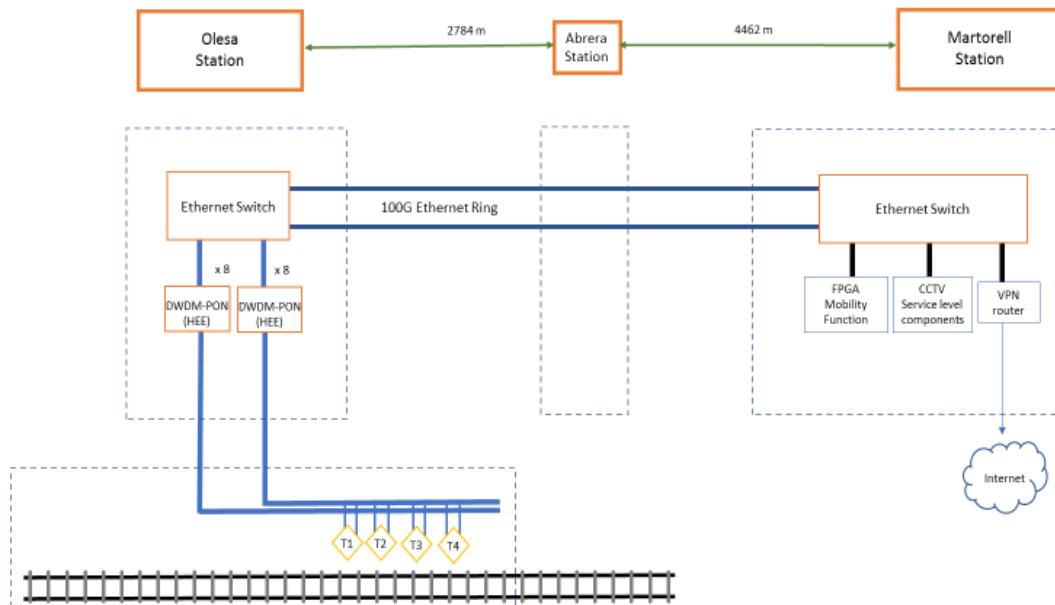 Olesa
Station
2784 m
Abrera
Station
4462 m
Martorell
Station
Ethernet Switch
100G Ethernet Ring
Ethernet Switch
x 8
x 8
DWDM-PON
(HEE)
DWDM-PON
(HEE)
FPGA
Mobility
Function
CCTV
Service level
components
VPN
router
Internet
T1
T2
T3
T4